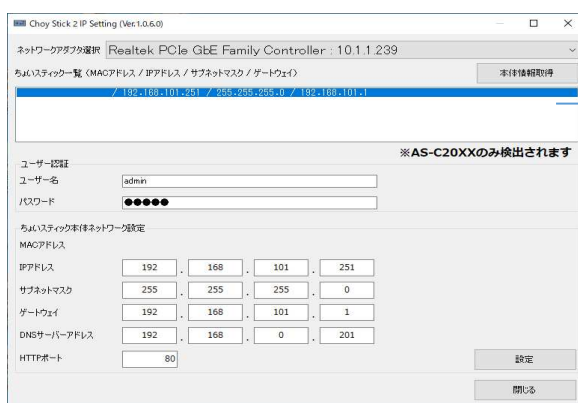 Choy Stick 2 IP Setting (Ver.1.0.6.0)
ネットワークアダプタ選択 Realtek PCIe GbE Family Controller : 10.1.1.239
ちょいスティック一覧 (MACアドレス / IPアドレス / サブネットマスク / ゲートウェイ) 本体情報取得
/ 192.168.101.251 / 255.255.255.0 / 192.168.101.1
※AS-C20XXのみ検出されます
ユーザー認証
ユーザー名 admin
パスワード ●●●●●
ちょいスティック本体ネットワーク設定
MACアドレス
IPアドレス 192 . 168 . 101 . 251
サブネットマスク 255 . 255 . 255 . 0
ゲートウェイ 192 . 168 . 101 . 1
DNSサーバーアドレス 192 . 168 . 0 . 201
HTTPポート 80 設定
閉じる